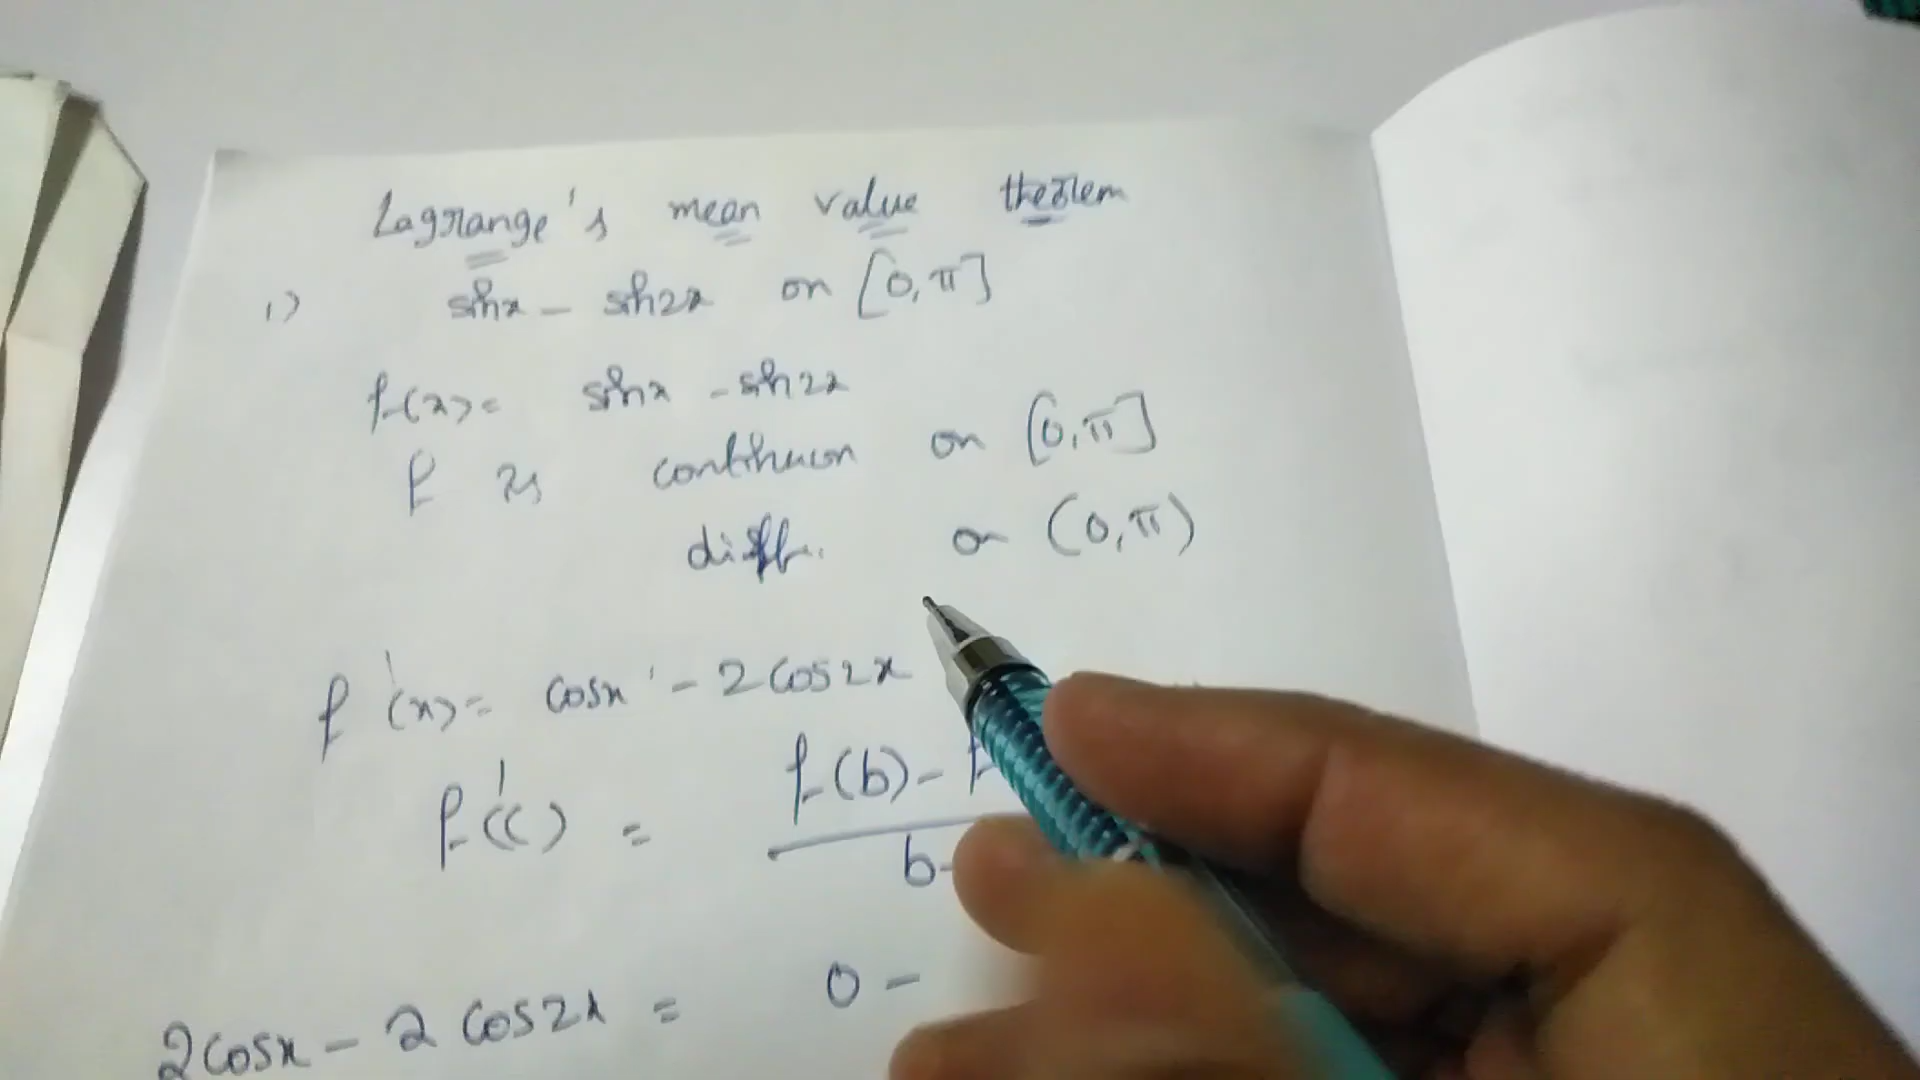 Lagrange's mean value theorem
1) sinx - sin2x on [0, π]
f(x) = sinx - sin2x
f is continuon on [0, π]
diff. on (0, π)
f'(x) = cosx - 2cos2x
f'(c) = f(b) - f
b-
2cosx - 2cos2x = 0 -